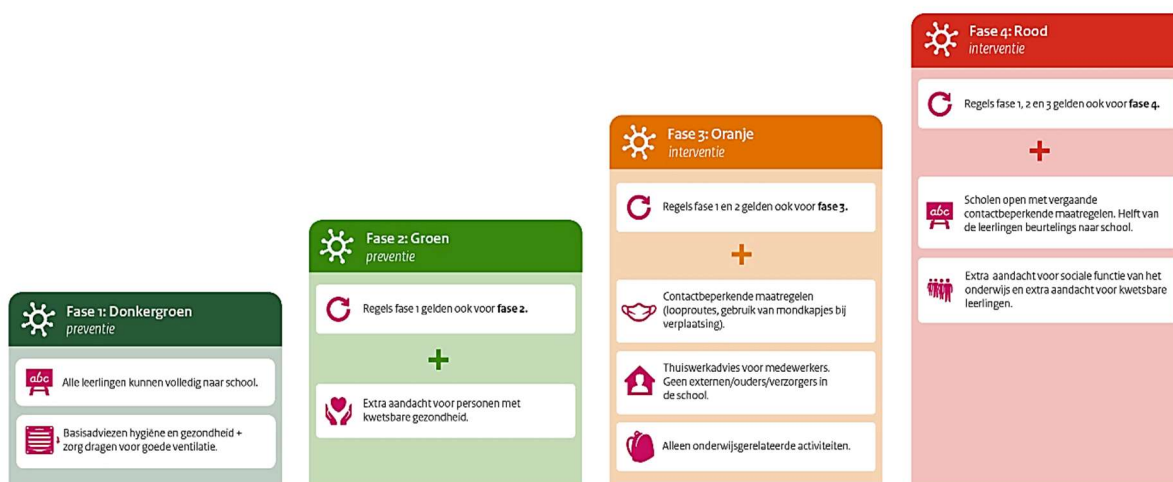 Fase 1: Donkergroen
preventie
abc
Alle leerlingen kunnen volledig naar school.
Basisadviezen hygiëne en gezondheid +
zorg dragen voor goede ventilatie.
Fase 2: Groen
preventie
Regels fase 1 gelden ook voor fase 2.
+
Extra aandacht voor personen met
kwetsbare gezondheid.
Fase 3: Oranje
interventie
Regels fase 1 en 2 gelden ook voor fase 3.
+
Contactbeperkende maatregelen
(looproutes, gebruik van mondkapjes bij
verplaatsing).
Thuiswerkadvies voor medewerkers.
Geen externen/ouders/verzorgers in
de school.
Alleen onderwijsgerelateerde activiteiten.
Fase 4: Rood
interventie
Regels fase 1, 2 en 3 gelden ook voor fase 4.
+
abc
Scholen open met vergaande
contactbeperkende maatregelen. Helft van
de leerlingen beurtelings naar school.
Extra aandacht voor sociale functie van het
onderwijs en extra aandacht voor kwetsbare
leerlingen.